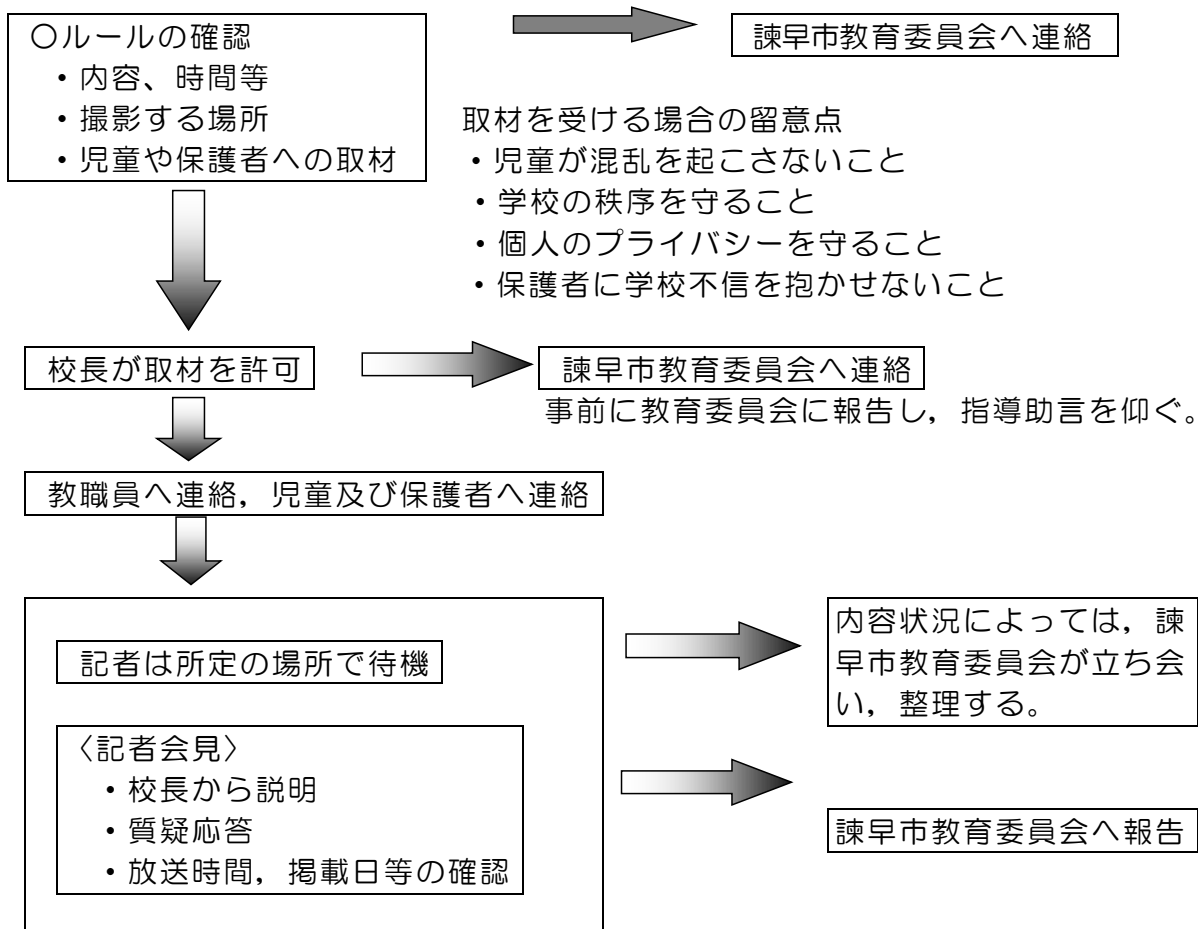 〇ルールの確認
・内容、時間等
・撮影する場所
・児童や保護者への取材
諫早市教育委員会へ連絡
取材を受ける場合の留意点
・児童が混乱を起こさないこと
・学校の秩序を守ること
・個人のプライバシーを守ること
・保護者に学校不信を抱かせないこと
校長が取材を許可
諫早市教育委員会へ連絡
事前に教育委員会に報告し，指導助言を仰ぐ。
教職員へ連絡，児童及び保護者へ連絡
記者は所定の場所で待機
内容状況によっては，諫
早市教育委員会が立ち会
い，整理する。
〈記者会見〉
・校長から説明
・質疑応答
・放送時間，掲載日等の確認
諫早市教育委員会へ報告